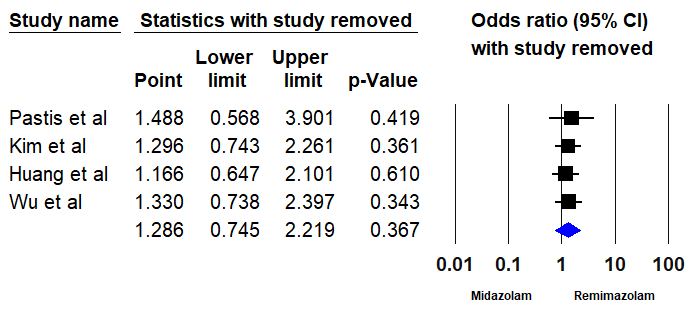 Study name Statistics with study removed Odds ratio (95% CI)
with study removed
Lower Upper
Point limit limit p-Value
Pastis et al 1.488 0.568 3.901 0.419
Kim et al 1.296 0.743 2.261 0.361
Huang et al 1.166 0.647 2.101 0.610
Wu et al 1.330 0.738 2.397 0.343
1.286 0.745 2.219 0.367
0.01 0.1 1 10 100
Midazolam Remimazolam